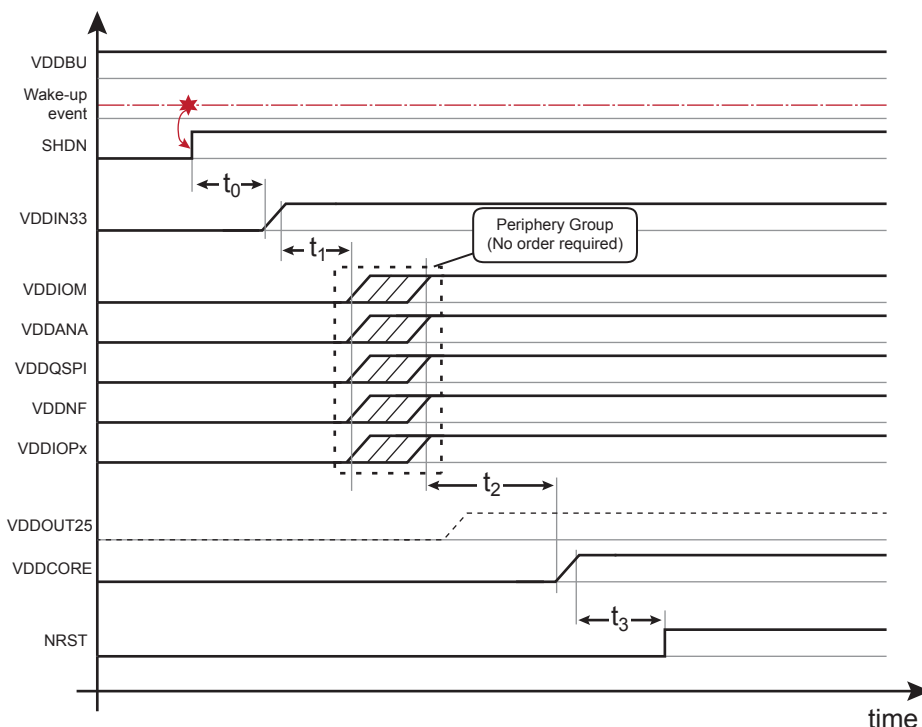 VDDBU
Wake-up
event
SHDN
t0
VDDIN33
Periphery Group
(No order required)
t1
VDDIOM
VDDANA
VDDQSPI
VDDNF
VDDIOPx
t2
VDDOUT25
VDDCORE
t3
NRST
time